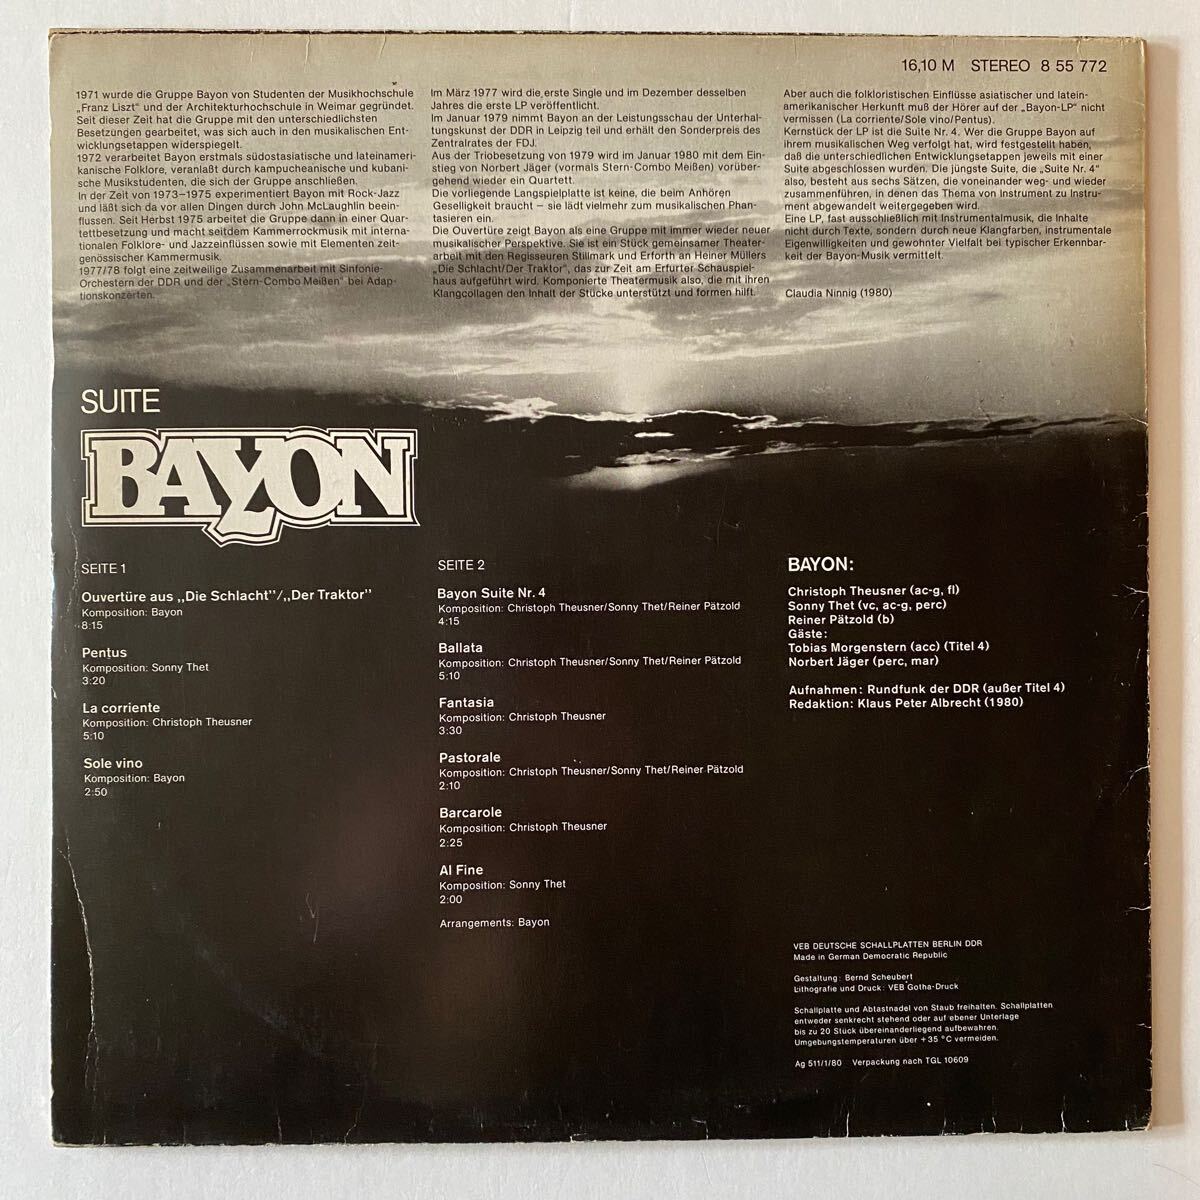 16,10 M STEREO 8 55 772
1971 wurde die Gruppe Bayon von Studenten der Musikhochschule
„Franz Liszt“ und der Architekturhochschule in Weimar gegründet.
Seit dieser Zeit hat die Gruppe mit den unterschiedlichsten
Besetzungen gearbeitet, was sich auch in den musikalischen Ent-
wicklungsetappen widerspiegelt.
1972 verarbeitet Bayon erstmals südostasiatische und lateinameri-
kanische Folklore, veranlaßt durch kampucheanische und kubani-
sche Musikstudenten, die sich der Gruppe anschließen.
In der Zeit von 1973–1975 experimentiert Bayon mit Rock-Jazz
und läßt sich da vor allen Dingen durch John McLaughlin beein-
flussen. Seit Herbst 1975 arbeitet die Gruppe dann in einer Quar-
tettbesetzung und macht seitdem Kammerrockmusik mit interna-
tionalen Folklore- und Jazzeinflüssen sowie mit Elementen zeit-
genössischer Kammermusik.
1977/78 folgt eine zeitweilige Zusammenarbeit mit Sinfonie-
Orchestern der DDR und der „Stern-Combo Meißen“ bei Adap-
tionskonzerten.
Im März 1977 wird die erste Single und im Dezember desselben
Jahres die erste LP veröffentlicht.
Im Januar 1979 nimmt Bayon an der Leistungsschau der Unterhal-
tungskunst der DDR in Leipzig teil und erhält den Sonderpreis des
Zentralrates der FDJ.
Aus der Triobesetzung von 1979 wird im Januar 1980 mit dem Ein-
stieg von Norbert Jäger (vormals Stern-Combo Meißen) vorüber-
gehend wieder ein Quartett.
Die vorliegende Langspielplatte ist keine, die beim Anhören
Geselligkeit braucht – sie lädt vielmehr zum musikalischen Phan-
tasieren ein.
Die Ouvertüre zeigt Bayon als eine Gruppe mit immer wieder neuer
musikalischer Perspektive. Sie ist ein Stück gemeinsamer Theater-
arbeit mit den Regisseuren Stillmark und Erforth an Heiner Müllers
„Die Schlacht/Der Traktor“, das zur Zeit am Erfurter Schauspiel-
haus aufgeführt wird. Komponierte Theatermusik also, die mit ihren
Klangcollagen den Inhalt der Stücke unterstützt und formen hilft.
Aber auch die folkloristischen Einflüsse asiatischer und latein-
amerikanischer Herkunft muß der Hörer auf der „Bayon-LP“ nicht
vermissen (La corriente/Sole vino/Pentus).
Kernstück der LP ist die Suite Nr. 4. Wer die Gruppe Bayon auf
ihrem musikalischen Weg verfolgt hat, wird festgestellt haben,
daß die unterschiedlichen Entwicklungsetappen jeweils mit einer
Suite abgeschlossen wurden. Die jüngste Suite, die „Suite Nr. 4“
also, besteht aus sechs Sätzen, die voneinander weg- und wieder
zusammenführen, in denen das Thema von Instrument zu Instru-
ment abgewandelt weitergegeben wird.
Eine LP, fast ausschließlich mit Instrumentalmusik, die Inhalte
nicht durch Texte, sondern durch neue Klangfarben, instrumentale
Eigenwilligkeiten und gewohnter Vielfalt bei typischer Erkennbar-
keit der Bayon-Musik vermittelt.
Claudia Ninnig (1980)
SUITE
BAYON
SEITE 1
Ouvertüre aus „Die Schlacht”/„Der Traktor”
Komposition: Bayon
8:15
Pentus
Komposition: Sonny Thet
3:20
La corriente
Komposition: Christoph Theusner
5:10
Sole vino
Komposition: Bayon
2:50
SEITE 2
Bayon Suite Nr. 4
Komposition: Christoph Theusner/Sonny Thet/Reiner Pätzold
4:15
Ballata
Komposition: Christoph Theusner/Sonny Thet/Reiner Pätzold
5:10
Fantasia
Komposition: Christoph Theusner
3:30
Pastorale
Komposition: Christoph Theusner/Sonny Thet/Reiner Pätzold
2:10
Barcarole
Komposition: Christoph Theusner
2:25
Al Fine
Komposition: Sonny Thet
2:00
Arrangements: Bayon
BAYON:
Christoph Theusner (ac-g, fl)
Sonny Thet (vc, ac-g, perc)
Reiner Pätzold (b)
Gäste:
Tobias Morgenstern (acc) (Titel 4)
Norbert Jäger (perc, mar)
Aufnahmen: Rundfunk der DDR (außer Titel 4)
Redaktion: Klaus Peter Albrecht (1980)
VEB DEUTSCHE SCHALLPLATTEN BERLIN DDR
Made in German Democratic Republic
Gestaltung: Bernd Scheubert
Lithografie und Druck: VEB Gotha-Druck
Schallplatte und Abtastnadel von Staub freihalten. Schallplatten
entweder senkrecht stehend oder auf ebener Unterlage
bis zu 20 Stück übereinanderliegend aufbewahren.
Umgebungstemperaturen über +35 °C vermeiden.
Ag 511/1/80 Verpackung nach TGL 10609